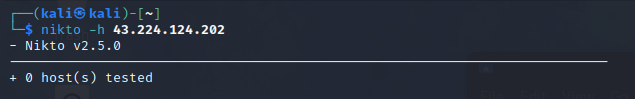 ┌──(kali㉿kali)-[~]
└─$ nikto -h 43.224.124.202
- Nikto v2.5.0
---------------------------------------------------------------------------
+ 0 host(s) tested